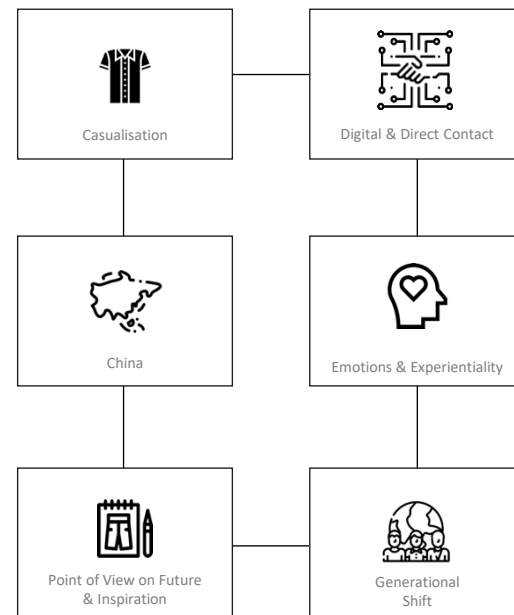 Casualisation
Digital & Direct Contact
China
Emotions & Experientiality
Point of View on Future
& Inspiration
Generational
Shift